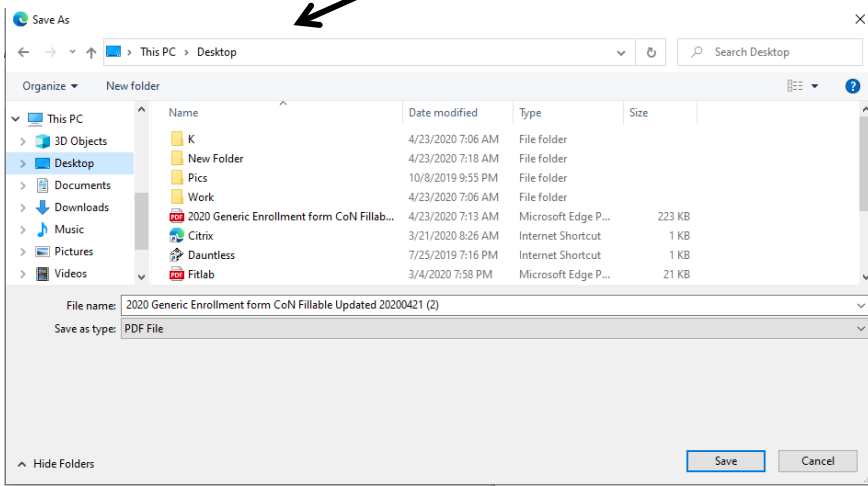 Save As
This PC > Desktop
Search Desktop
Organize
New folder
This PC
3D Objects
Desktop
Documents
Downloads
Music
Pictures
Videos
Name Date modified Type Size
K 4/23/2020 7:06 AM File folder
New Folder 4/23/2020 7:18 AM File folder
Pics 10/8/2019 9:55 PM File folder
Work 4/23/2020 7:06 AM File folder
PDF 2020 Generic Enrollment form CoN Fillab... 4/23/2020 7:13 AM Microsoft Edge P... 223 KB
Citrix 3/21/2020 8:26 AM Internet Shortcut 1 KB
Dauntless 7/25/2019 7:16 PM Internet Shortcut 1 KB
PDF Fitlab 3/4/2020 7:58 PM Microsoft Edge P... 21 KB
File name: 2020 Generic Enrollment form CoN Fillable Updated 20200421 (2)
Save as type: PDF File
Hide Folders
Save
Cancel